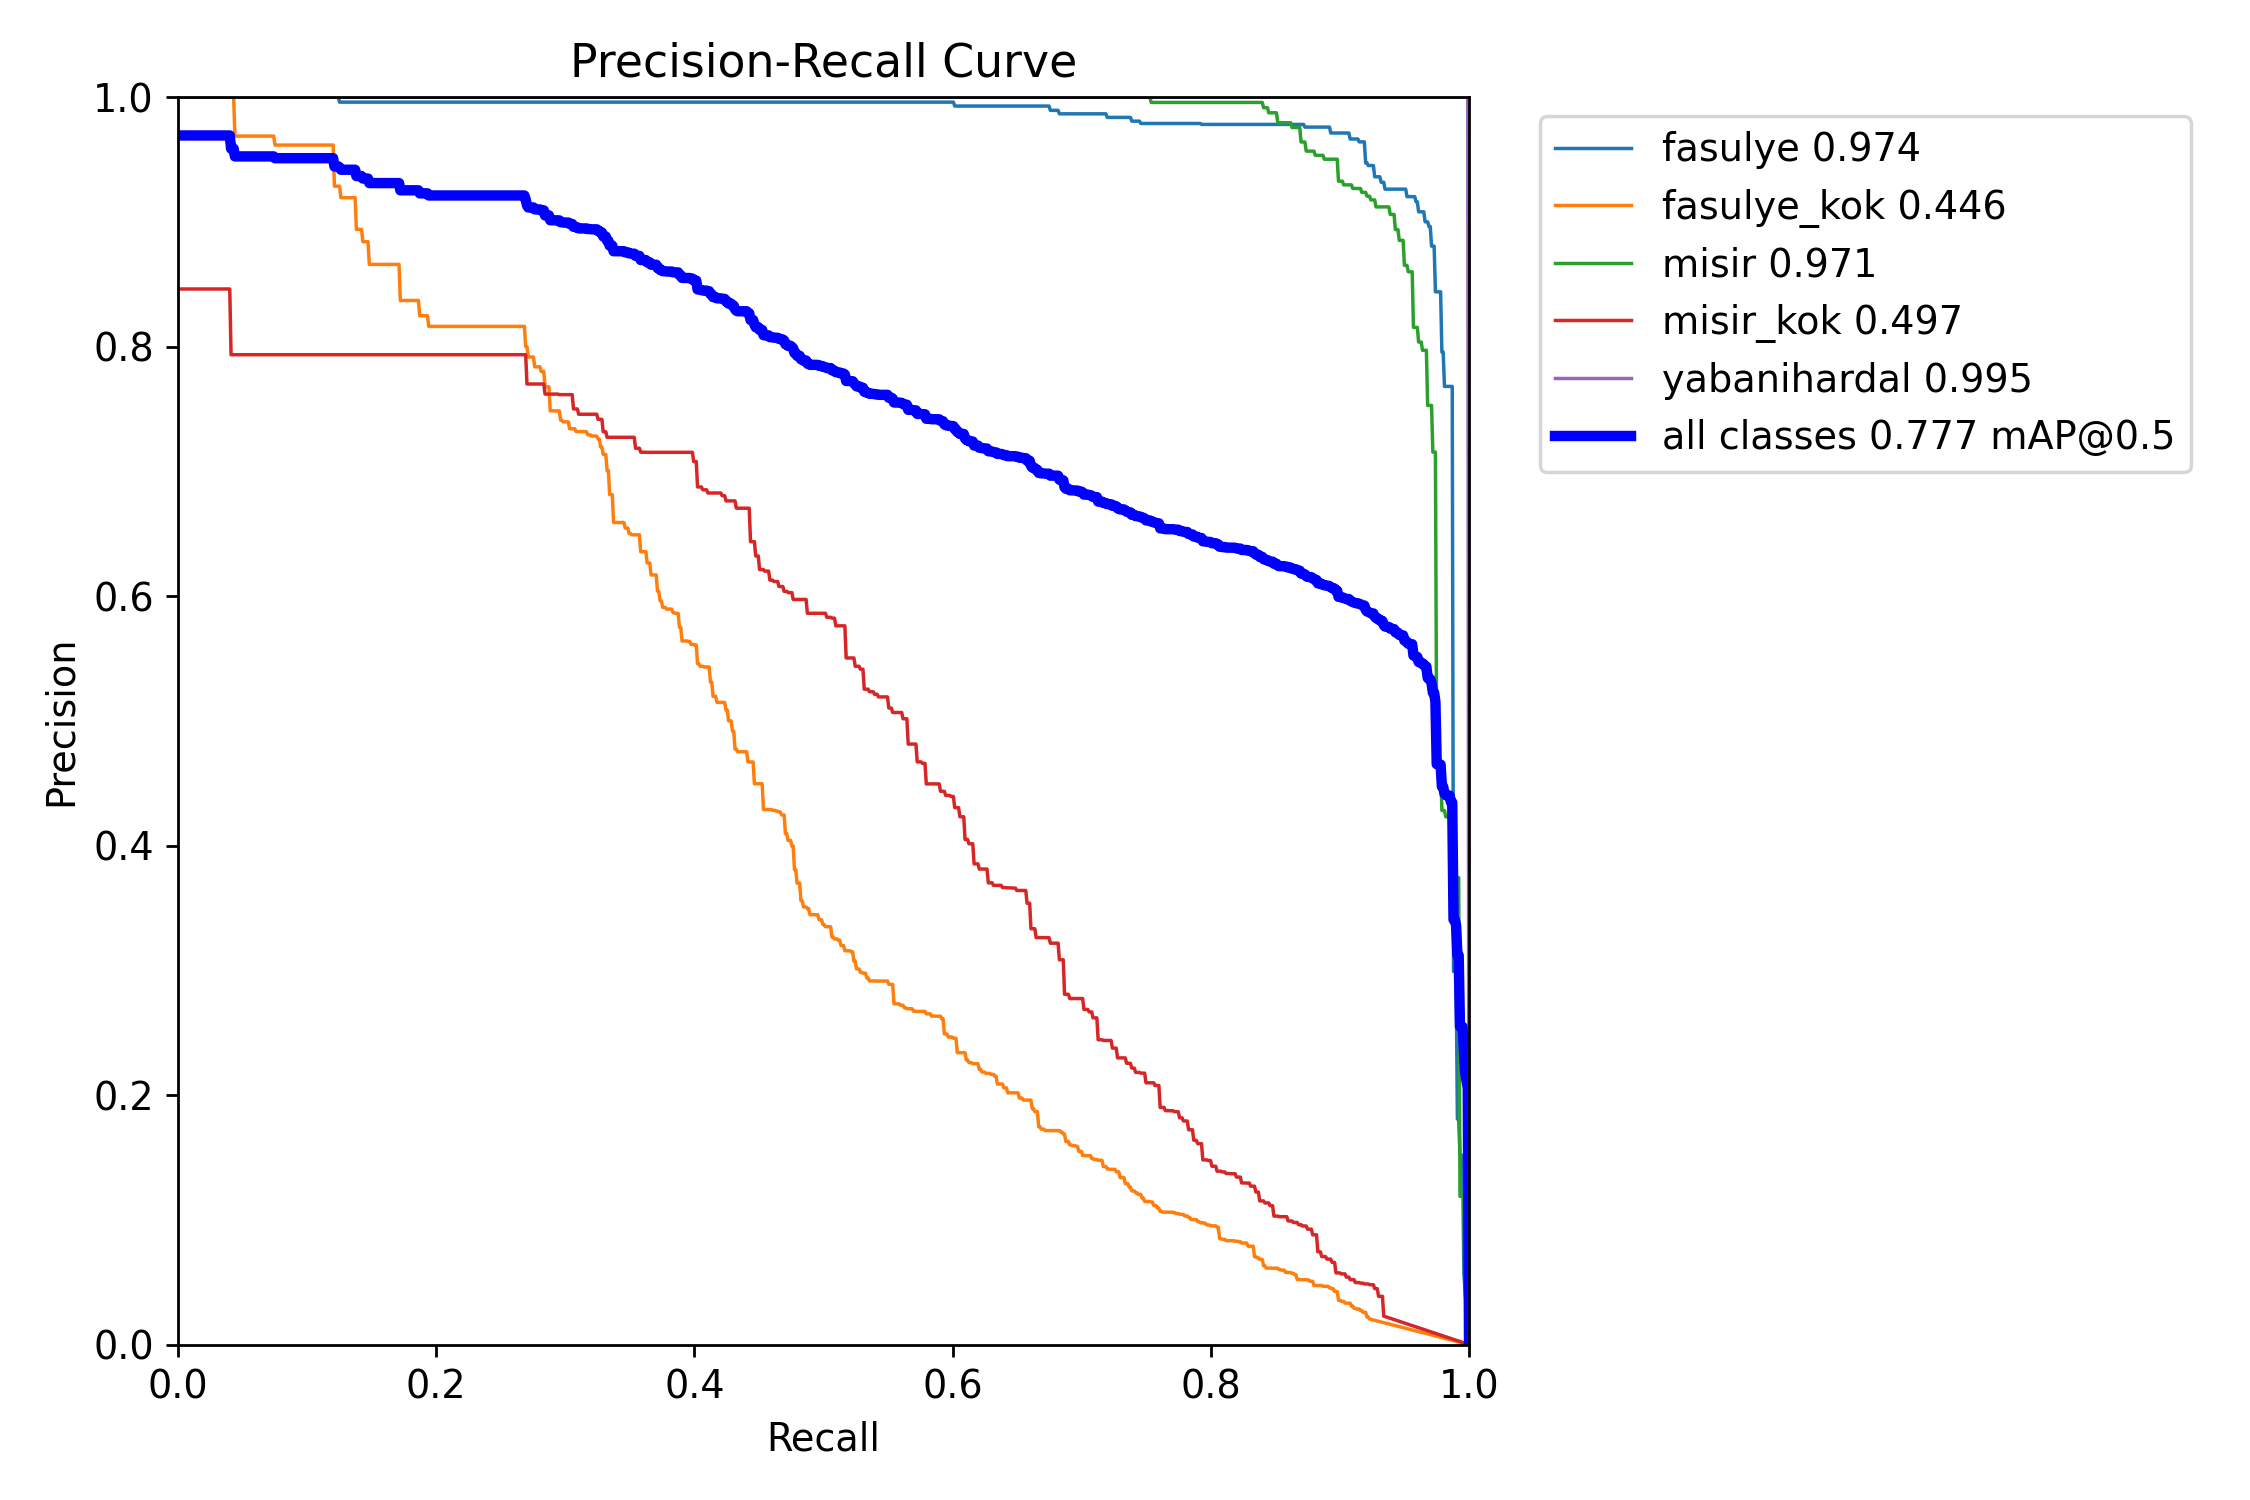 Precision-Recall Curve
1.0
0.8
0.6
0.4
0.2
0.0
Precision
0.0 0.2 0.4 0.6 0.8 1.0
Recall
fasulye 0.974
fasulye_kok 0.446
misir 0.971
misir_kok 0.497
yabanihardal 0.995
all classes 0.777 mAP@0.5